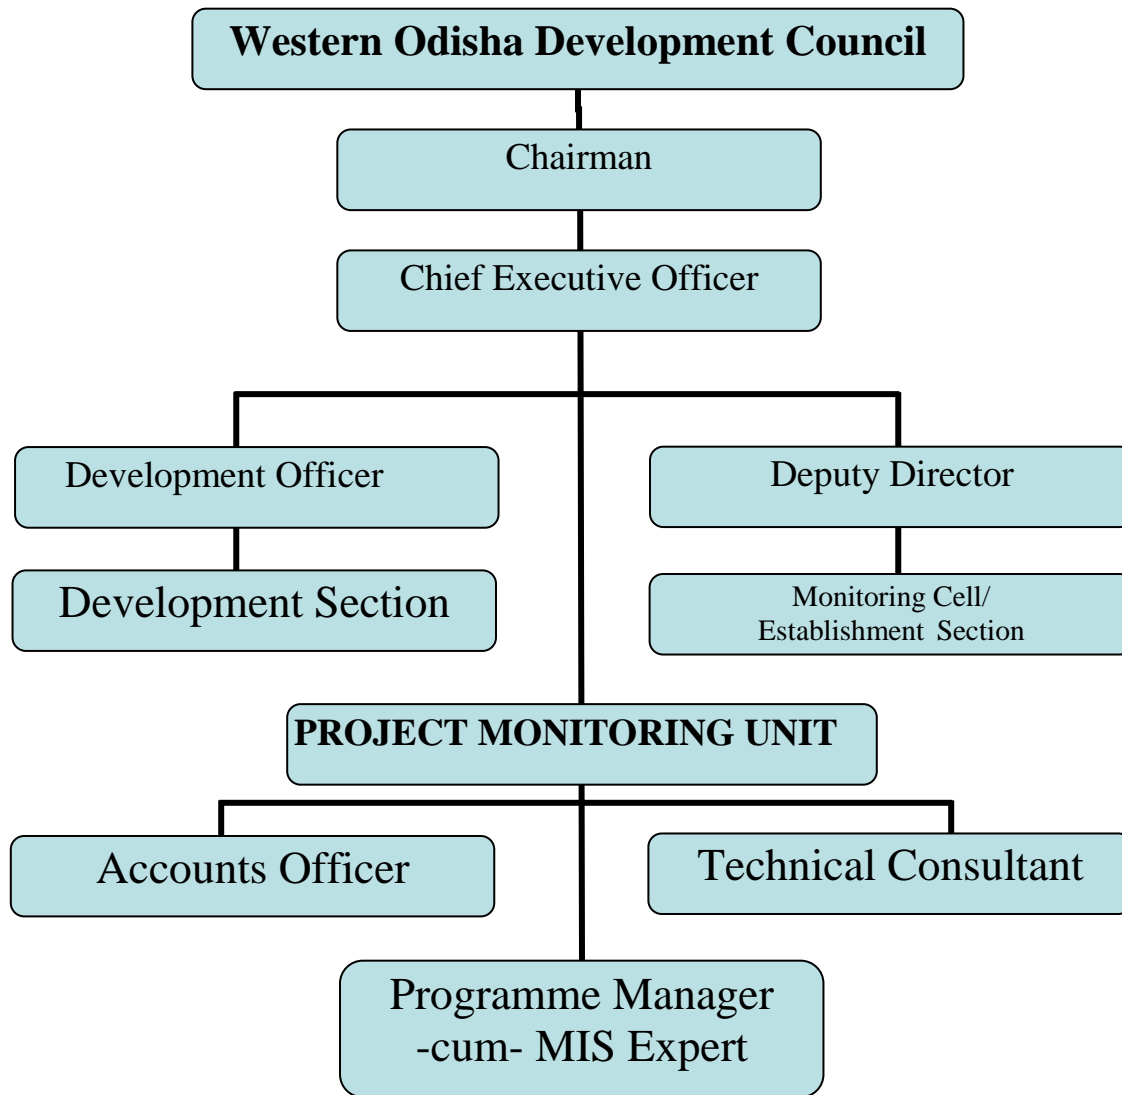 Western Odisha Development Council
Chairman
Chief Executive Officer
Development Officer
Deputy Director
Development Section
Monitoring Cell/
Establishment Section
PROJECT MONITORING UNIT
Accounts Officer
Technical Consultant
Programme Manager
-cum- MIS Expert